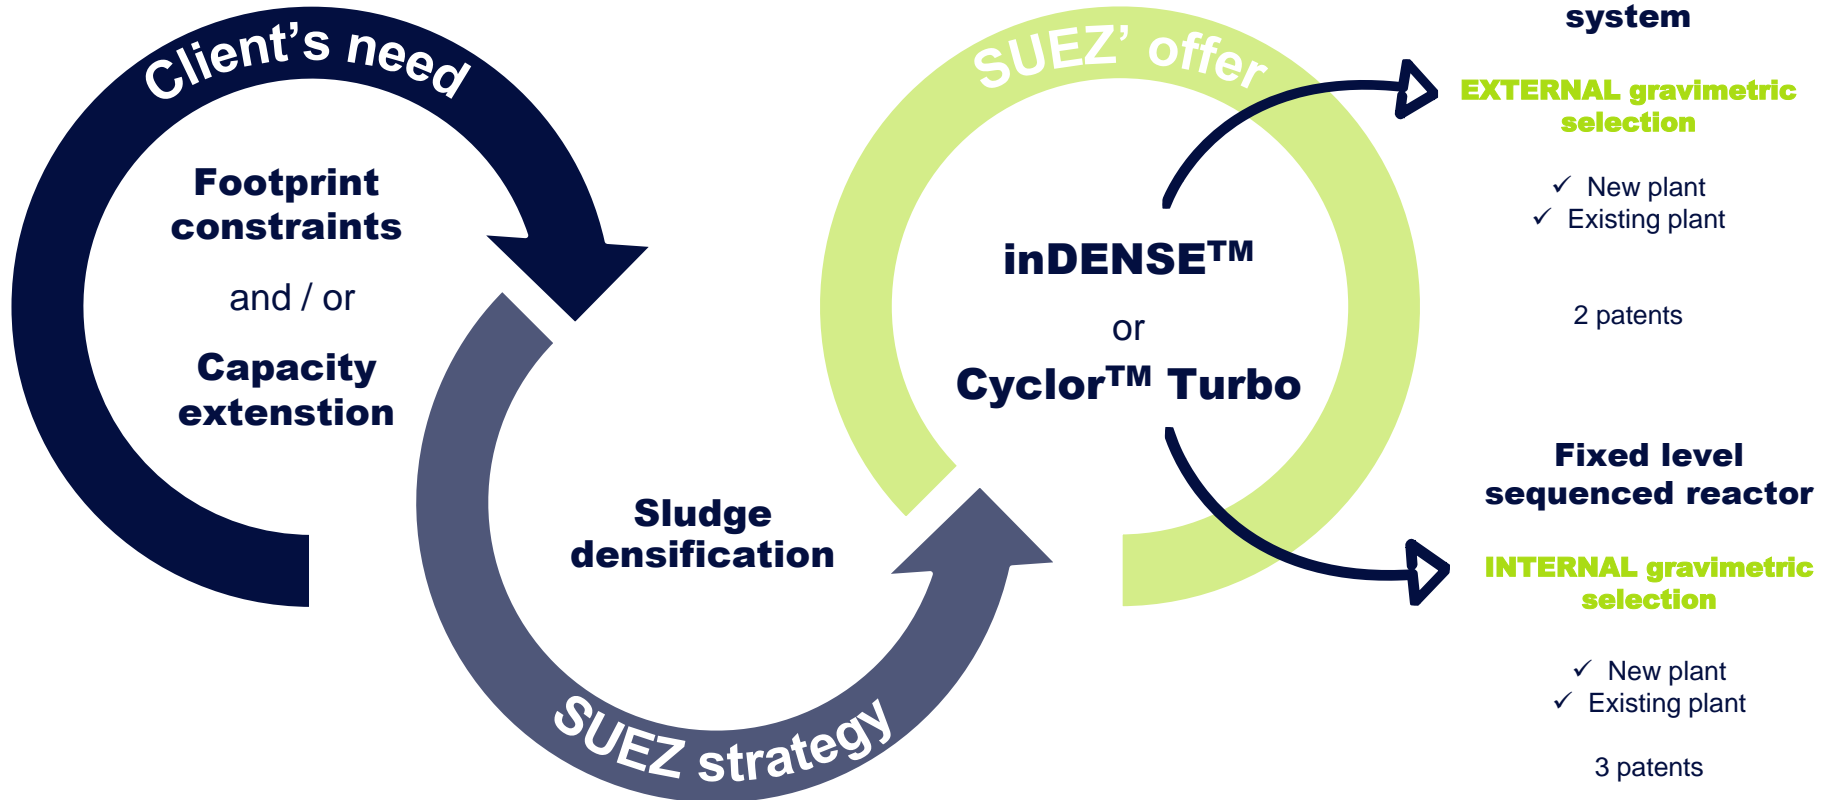 Client's need
Footprint
constraints
and / or
Capacity
extenstion
SUEZ strategy
Sludge
densification
SUEZ' offer
inDENSE™
or
Cyclor™ Turbo
system
EXTERNAL gravimetric
selection
✓ New plant
✓ Existing plant
2 patents
Fixed level
sequenced reactor
INTERNAL gravimetric
selection
✓ New plant
✓ Existing plant
3 patents